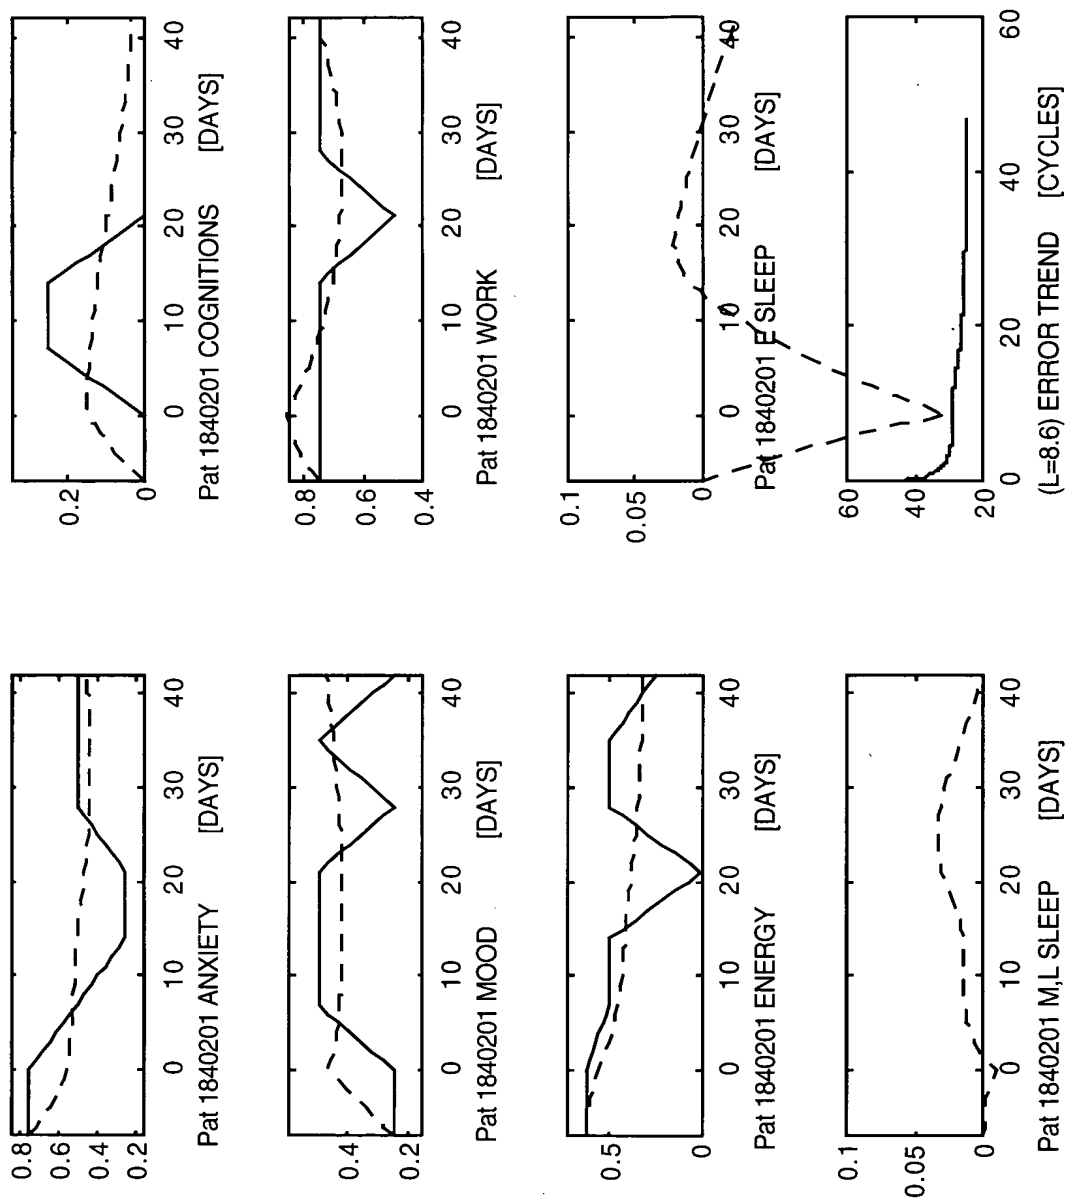 0.8
0.6
0.4
0.2
0 10 20 30 40
Pat 1840201 ANXIETY [DAYS]
0.2
0
0 10 20 30 40
Pat 1840201 COGNITIONS [DAYS]
0.4
0.2
0 10 20 30 40
Pat 1840201 MOOD [DAYS]
0.8
0.6
0.4
0 10 20 30 40
Pat 1840201 WORK [DAYS]
0.5
0
0 10 20 30 40
Pat 1840201 ENERGY [DAYS]
0.1
0.05
0
0 10 20 30 40
Pat 1840201 E SLEEP [DAYS]
0.1
0.05
0
0 10 20 30 40
Pat 1840201 M,L SLEEP [DAYS]
60
40
20
0 20 40 60
(L=8.6) ERROR TREND [CYCLES]